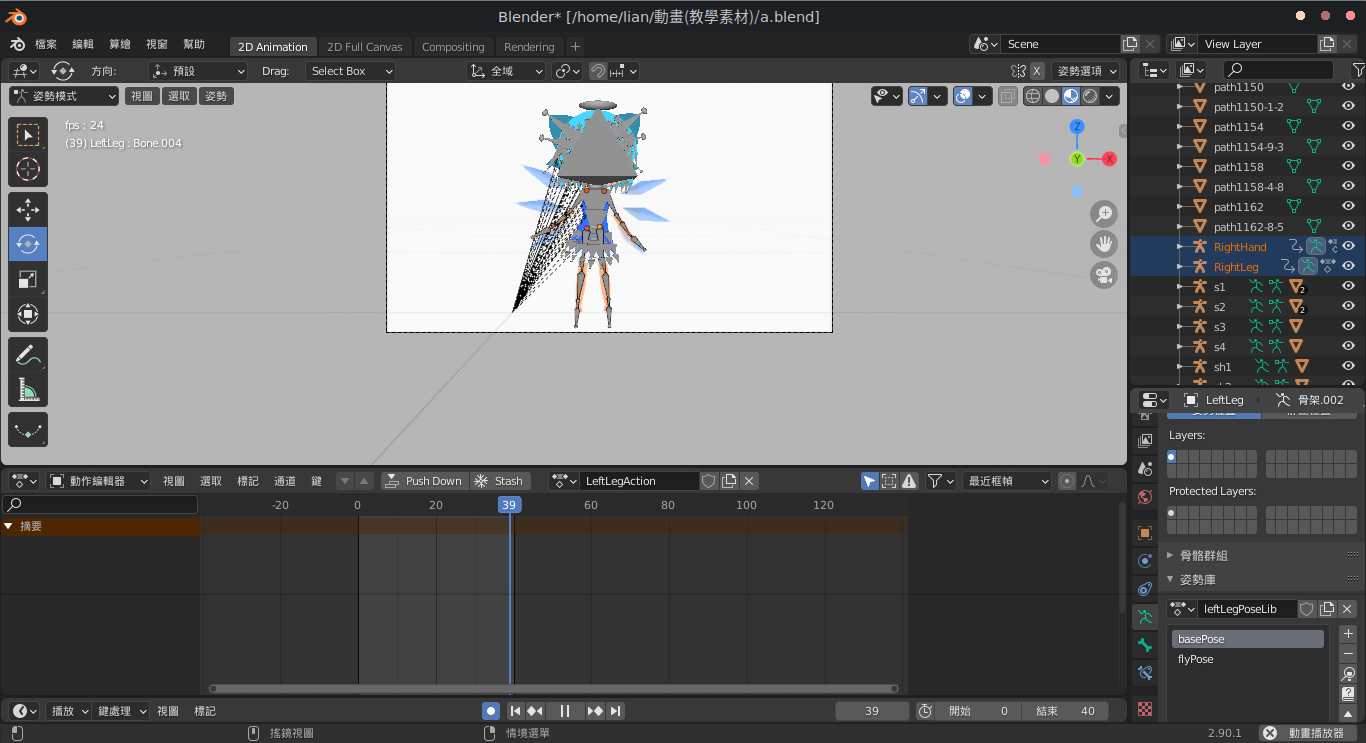 Blender* [/home/lian/動畫(教學素材)/a.blend]
檔案 編輯 算繪 視窗 幫助 2D Animation 2D Full Canvas Compositing Rendering + Scene View Layer
方向: 預設 Drag: Select Box 全域 X 姿勢選項
姿勢模式 視圖 選取 姿勢
fps : 24
(39) LeftLeg : Bone.004
Z
Y
X
path1150
path1150-1-2
path1154
path1154-9-3
path1158
path1158-4-8
path1162
path1162-8-5
RightHand
RightLeg
s1 2
s2 2
s3
s4
sh1
LeftLeg 骨架.002
Layers:
Protected Layers:
骨骼群組
姿勢庫
leftLegPoseLib
basePose
flyPose
動作編輯器 視圖 選取 標記 通道 鍵 Push Down Stash LeftLegAction 最近框幀
-20 0 20 39 60 80 100 120
摘要
播放 鍵處理 視圖 標記 39 開始 0 結束 40
搖鏡視圖 情境選單 2.90.1 動畫播放器